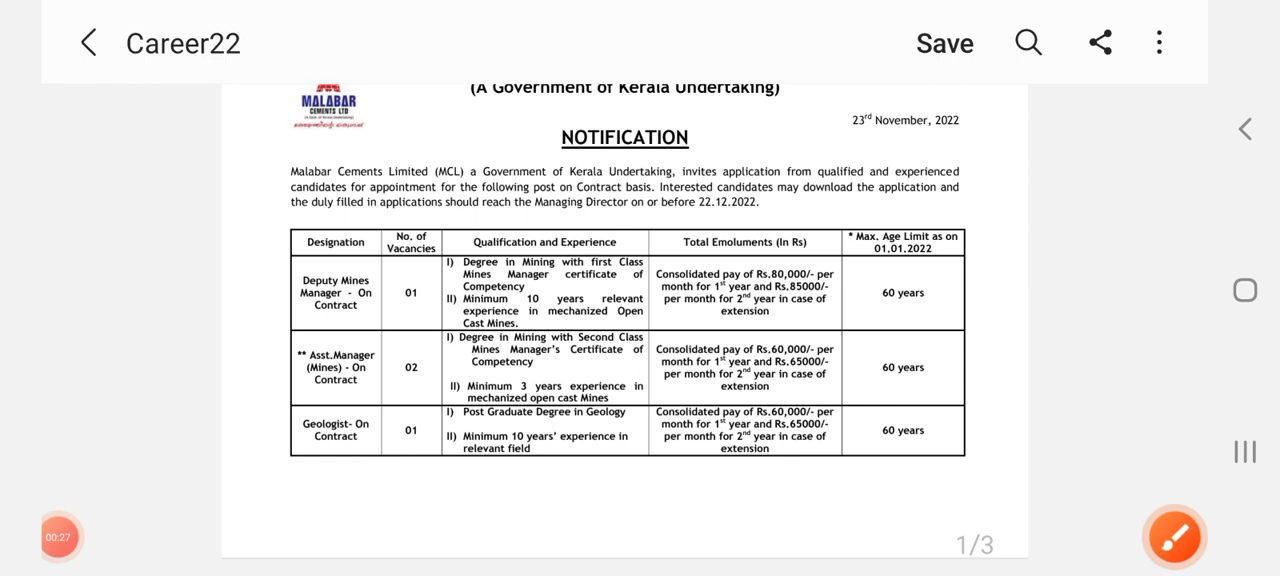 Career22
Save
(A Government of Kerala Undertaking)
MALABAR
CEMENTS LTD
23rd November, 2022
NOTIFICATION
Malabar Cements Limited (MCL) a Government of Kerala Undertaking, invites application from qualified and experienced
candidates for appointment for the following post on Contract basis. Interested candidates may download the application and
the duly filled in applications should reach the Managing Director on or before 22.12.2022.
Designation
No. of
Vacancies
Qualification and Experience
Total Emoluments (In Rs)
* Max. Age Limit as on
01.01.2022
Deputy Mines
Manager - On
Contract
01
I) Degree in Mining with first Class
Mines Manager certificate of
Competency
II) Minimum 10 years relevant
experience in mechanized Open
Cast Mines.
Consolidated pay of Rs.80,000/- per
month for 1st year and Rs.85000/-
per month for 2nd year in case of
extension
60 years
** Asst.Manager
(Mines) - On
Contract
02
I) Degree in Mining with Second Class
Mines Manager's Certificate of
Competency
II) Minimum 3 years experience in
mechanized open cast Mines
Consolidated pay of Rs.60,000/- per
month for 1st year and Rs.65000/-
per month for 2nd year in case of
extension
60 years
Geologist- On
Contract
01
I) Post Graduate Degree in Geology
II) Minimum 10 years' experience in
relevant field
Consolidated pay of Rs.60,000/- per
month for 1st year and Rs.65000/-
per month for 2nd year in case of
extension
60 years
00:27
1/3